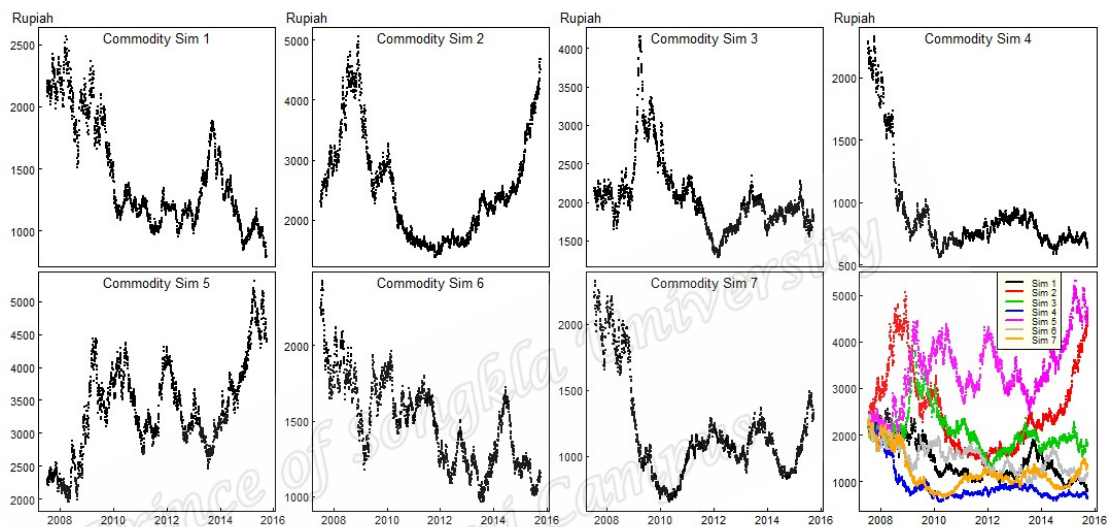 Rupiah Rupiah Rupiah Rupiah
Commodity Sim 1 Commodity Sim 2 Commodity Sim 3 Commodity Sim 4
2500 5000 4000 2000
2000 4000 3500 1500
1500 3000 3000 1000
1000 2000 2500 500
2000
1500
Commodity Sim 5 Commodity Sim 6 Commodity Sim 7
Sim 1
Sim 2
Sim 3
Sim 4
Sim 5
Sim 6
Sim 7
5000 2000 2000 5000
4500 1500 1500 4000
4000 1000 1000 3000
3500 2000
3000 1000
2500
2000
2008 2010 2012 2014 2016 2008 2010 2012 2014 2016 2008 2010 2012 2014 2016 2008 2010 2012 2014 2016
Prince of Songkla University